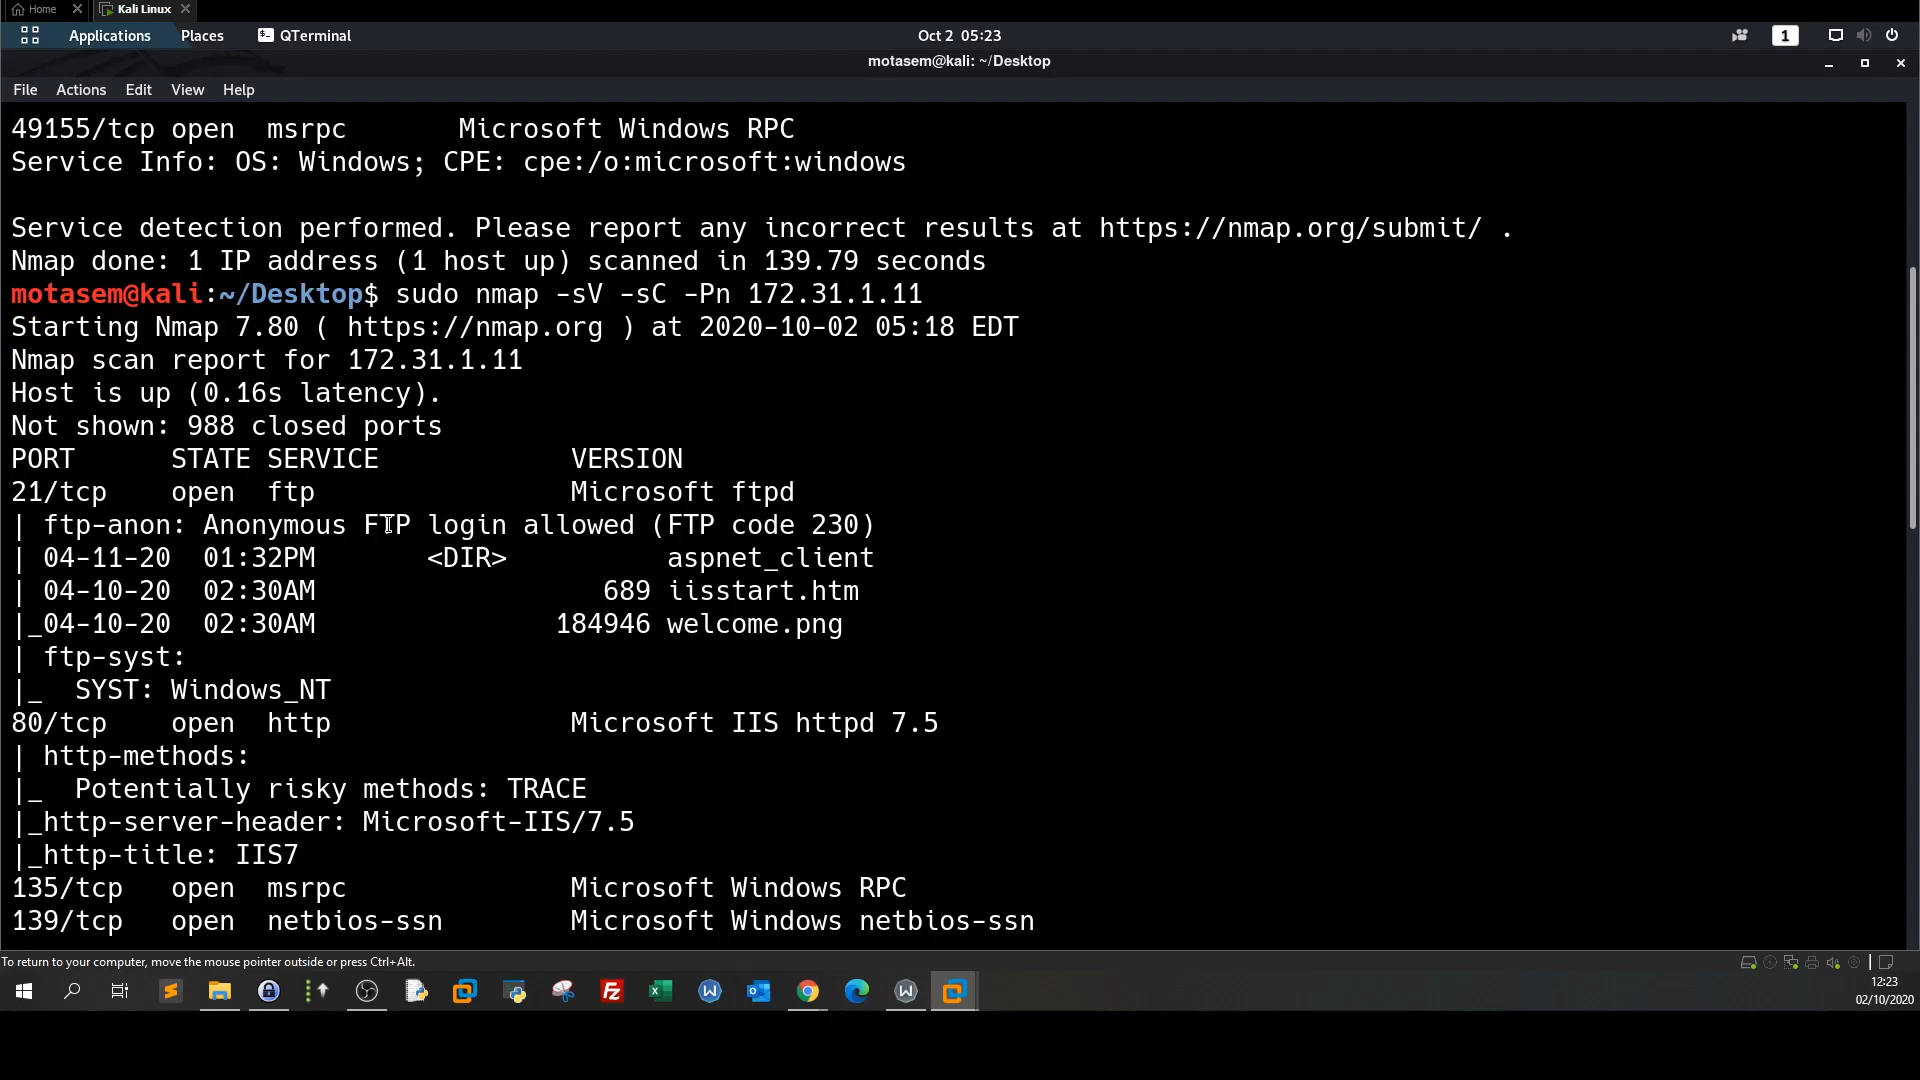 Home
Kali Linux
Applications Places QTerminal Oct 2 05:23 1
motasem@kali: ~/Desktop
File Actions Edit View Help
49155/tcp open  msrpc       Microsoft Windows RPC
Service Info: OS: Windows; CPE: cpe:/o:microsoft:windows
Service detection performed. Please report any incorrect results at https://nmap.org/submit/ .
Nmap done: 1 IP address (1 host up) scanned in 139.79 seconds
motasem@kali:~/Desktop$ sudo nmap -sV -sC -Pn 172.31.1.11
Starting Nmap 7.80 ( https://nmap.org ) at 2020-10-02 05:18 EDT
Nmap scan report for 172.31.1.11
Host is up (0.16s latency).
Not shown: 988 closed ports
PORT      STATE SERVICE            VERSION
21/tcp    open  ftp                Microsoft ftpd
| ftp-anon: Anonymous FTP login allowed (FTP code 230)
| 04-11-20  01:32PM       <DIR>          aspnet_client
| 04-10-20  02:30AM                  689 iisstart.htm
|_04-10-20  02:30AM               184946 welcome.png
| ftp-syst:
|_  SYST: Windows_NT
80/tcp    open  http               Microsoft IIS httpd 7.5
| http-methods:
|_  Potentially risky methods: TRACE
|_http-server-header: Microsoft-IIS/7.5
|_http-title: IIS7
135/tcp   open  msrpc              Microsoft Windows RPC
139/tcp   open  netbios-ssn        Microsoft Windows netbios-ssn
To return to your computer, move the mouse pointer outside or press Ctrl+Alt.
12:23
02/10/2020